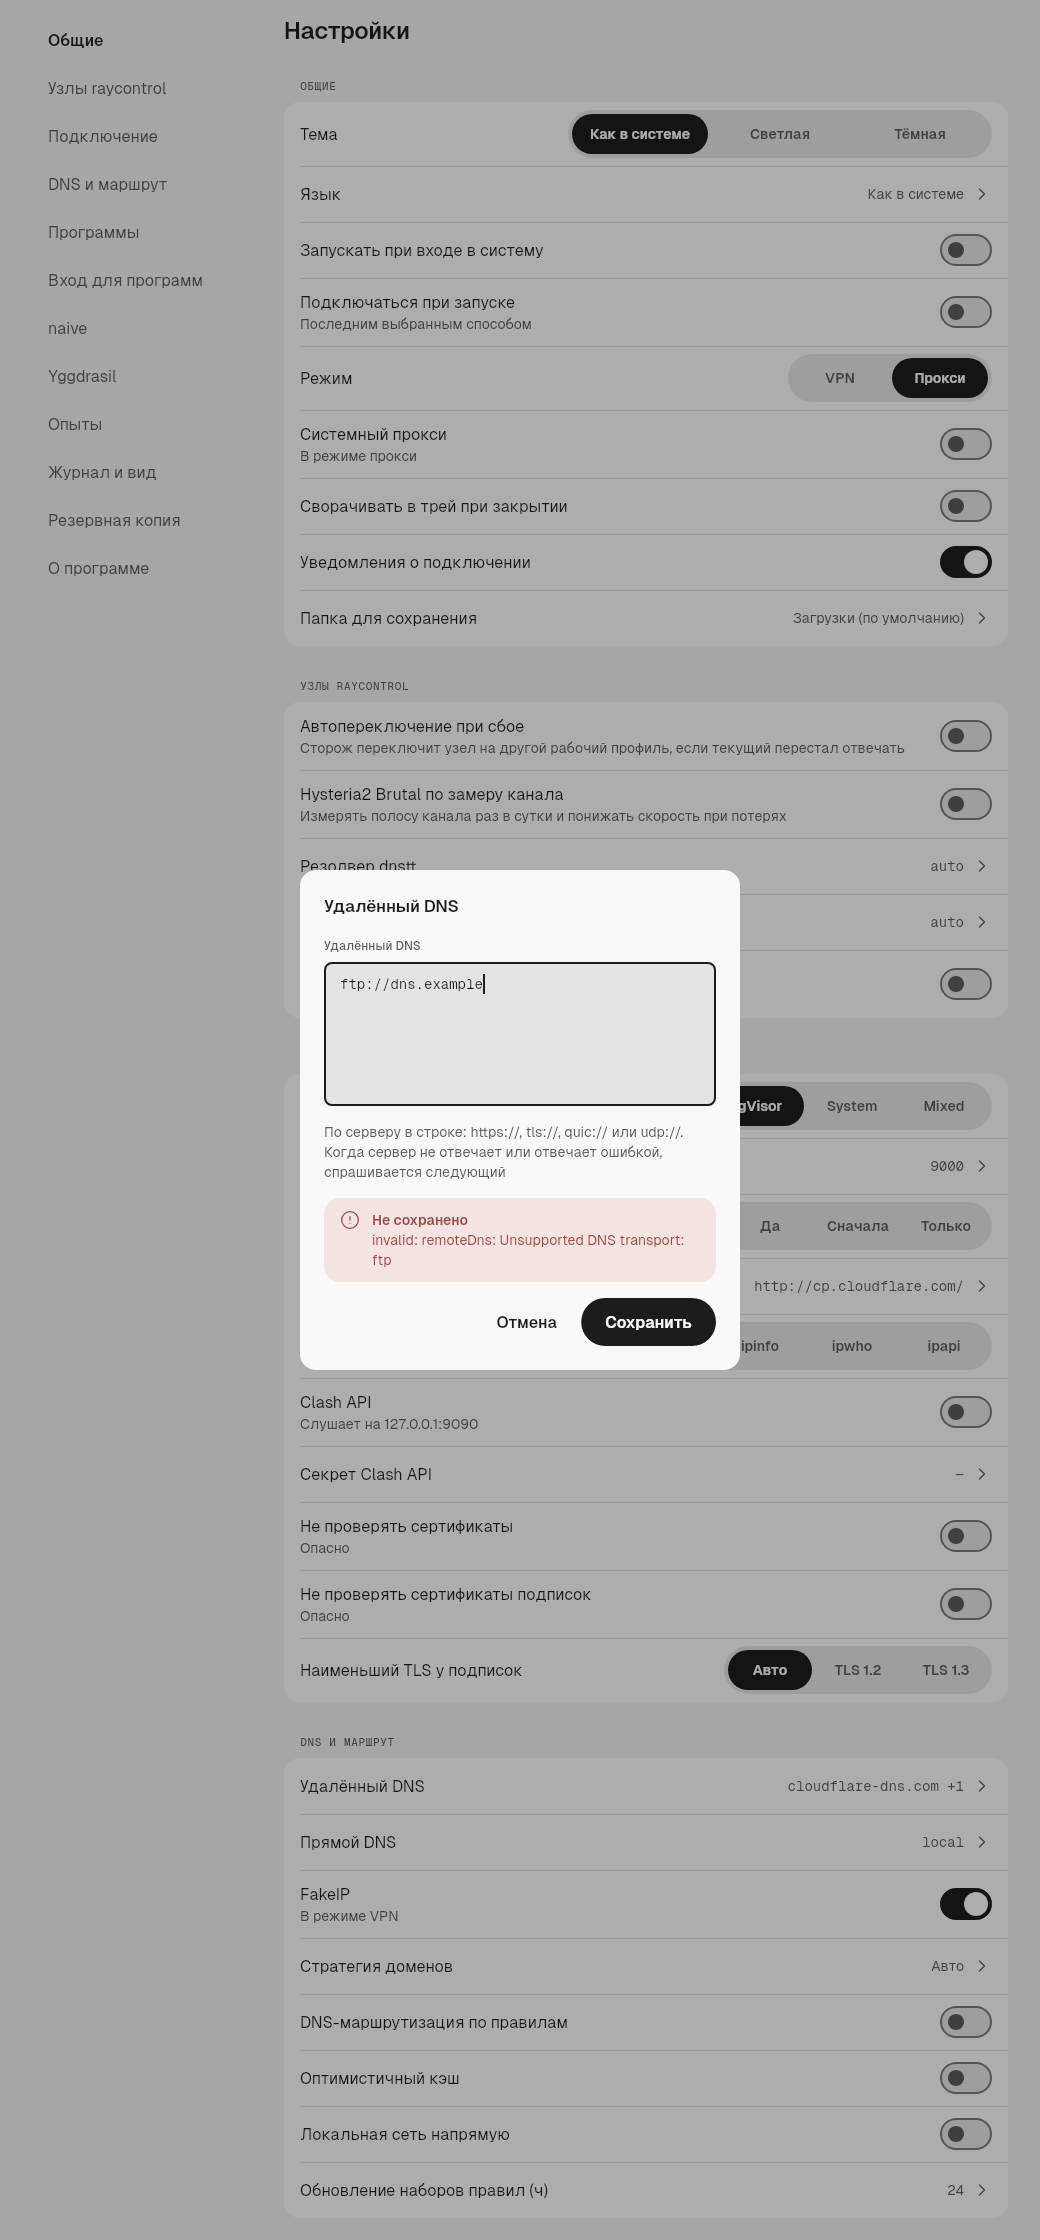 Общие
Узлы raycontrol
Подключение
DNS и маршрут
Программы
Вход для программ
naive
Yggdrasil
Опыты
Журнал и вид
Резервная копия
О программе
Настройки
ОБЩИЕ
Тема
Как в системе
Светлая
Тёмная
Язык
Как в системе
Запускать при входе в систему
Подключаться при запуске
Последним выбранным способом
Режим
VPN
Прокси
Системный прокси
В режиме прокси
Сворачивать в трей при закрытии
Уведомления о подключении
Папка для сохранения
Загрузки (по умолчанию)
УЗЛЫ RAYCONTROL
Автопереключение при сбое
Сторож переключит узел на другой рабочий профиль, если текущий перестал отвечать
Hysteria2 Brutal по замеру канала
Измерять полосу канала раз в сутки и понижать скорость при потерях
Резолвер dnstt
auto
auto
Удалённый DNS
Удалённый DNS
ftp://dns.example
По серверу в строке: https://, tls://, quic:// или udp://.
Когда сервер не отвечает или отвечает ошибкой,
спрашивается следующий
Не сохранено
invalid: remoteDns: Unsupported DNS transport:
ftp
Отмена
Сохранить
gVisor
System
Mixed
9000
Да
Сначала
Только
http://cp.cloudflare.com/
ipinfo
ipwho
ipapi
Clash API
Слушает на 127.0.0.1:9090
Секрет Clash API
–
Не проверять сертификаты
Опасно
Не проверять сертификаты подписок
Опасно
Наименьший TLS у подписок
Авто
TLS 1.2
TLS 1.3
DNS И МАРШРУТ
Удалённый DNS
cloudflare-dns.com +1
Прямой DNS
local
FakeIP
В режиме VPN
Стратегия доменов
Авто
DNS-маршрутизация по правилам
Оптимистичный кэш
Локальная сеть напрямую
Обновление наборов правил (ч)
24